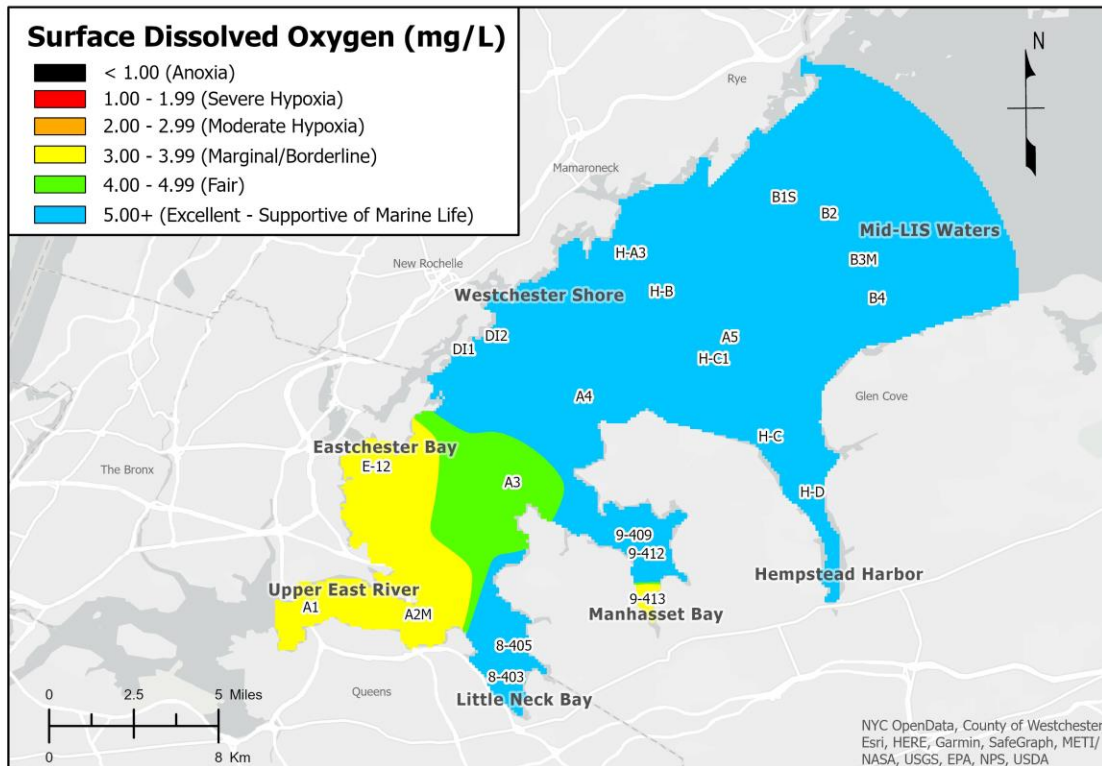 Surface Dissolved Oxygen (mg/L)
< 1.00 (Anoxia)
1.00 - 1.99 (Severe Hypoxia)
2.00 - 2.99 (Moderate Hypoxia)
3.00 - 3.99 (Marginal/Borderline)
4.00 - 4.99 (Fair)
5.00+ (Excellent - Supportive of Marine Life)
N
Rye
Mamaroneck
B1S
B2
Mid-LIS Waters
H-A3
B3M
New Rochelle
H-B
Westchester Shore
B4
DI2
DI1
A5
H-C1
A4
Glen Cove
H-C
Eastchester Bay
E-12
The Bronx
A3
H-D
9-409
9-412
Hempstead Harbor
Upper East River
A1
A2M
9-413
Manhasset Bay
8-405
8-403
Queens
Little Neck Bay
0 2.5 5 Miles
0 8 Km
NYC OpenData, County of Westchester,
Esri, HERE, Garmin, SafeGraph, METI/
NASA, USGS, EPA, NPS, USDA